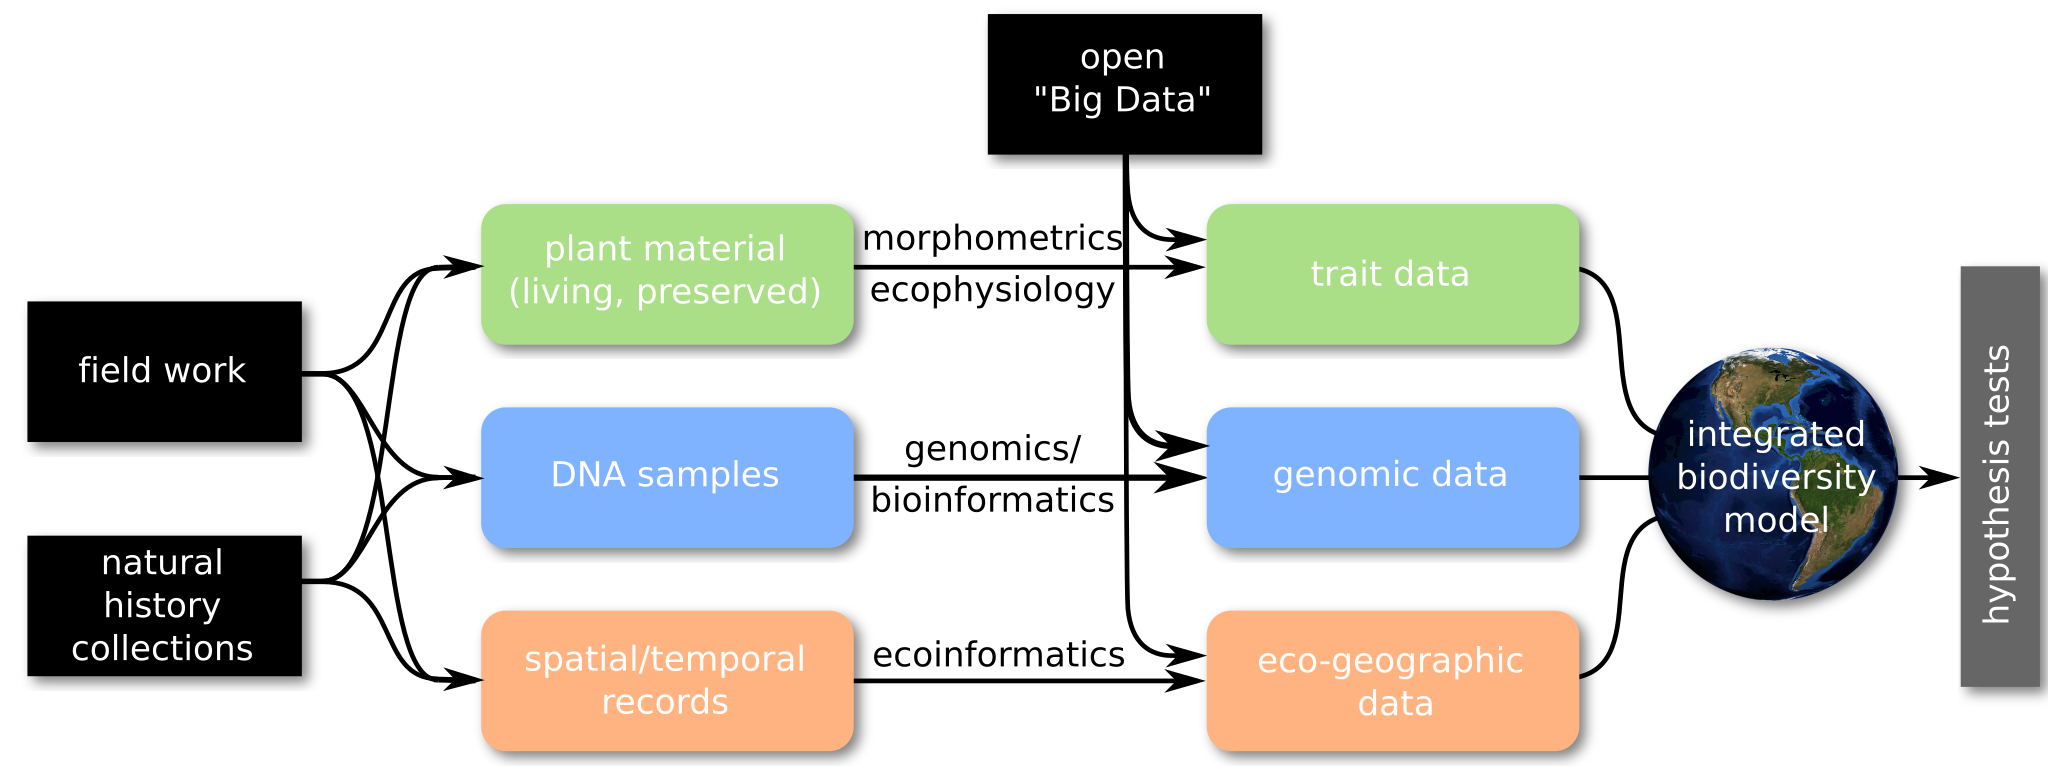 open
"Big Data"
plant material
(living, preserved)
morphometrics
ecophysiology
trait data
field work
DNA samples
genomics/
bioinformatics
genomic data
integrated
biodiversity
model
hypothesis tests
natural
history
collections
spatial/temporal
records
ecoinformatics
eco-geographic
data